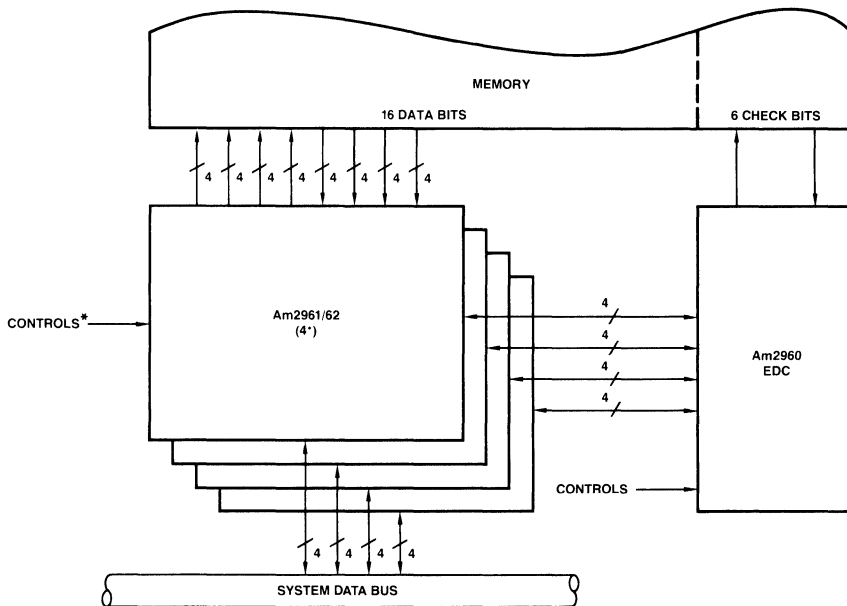 MEMORY
16 DATA BITS
6 CHECK BITS
4 4 4 4 4 4 4 4
Am2961/62
(4*)
CONTROLS*
4
4
4
4
Am2960
EDC
CONTROLS
4 4 4 4
SYSTEM DATA BUS